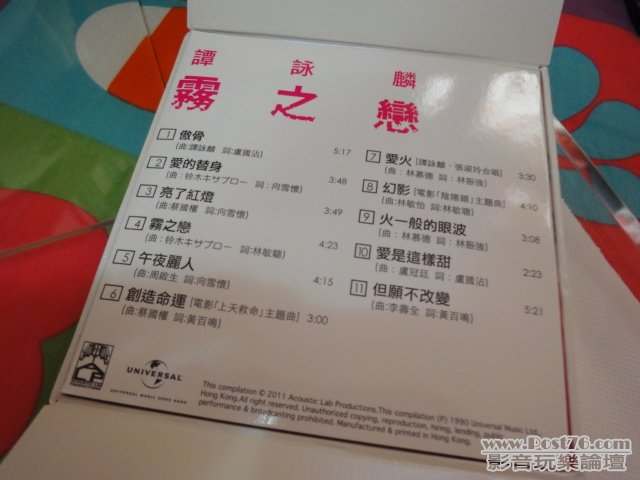 譚詠麟
霧之戀
1 傲骨
(曲:譚詠麟 詞:盧國沾) 5:17
2 愛的替身
(曲:鈴木キサブロー 詞:向雪懷) 3:48
3 亮了紅燈
(曲:蔡國權 詞:向雪懷) 3:49
4 霧之戀
(曲:鈴木キサブロー 詞:林敏驄) 4:23
5 午夜麗人
(曲:周啟生 詞:向雪懷) 4:15
6 創造命運 [電影「上天救命」主題曲] 3:00
(曲:蔡國權 詞:黃百鳴)
7 愛火 [譚詠麟、張淑玲合唱]
(曲:林慕德 詞:林振強) 3:30
8 幻影 [電影「陰陽錯」主題曲]
(曲:林敏怡 詞:林敏驄) 4:10
9 火一般的眼波
(曲:林慕德 詞:林振強) 3:08
10 愛是這樣甜
(曲:盧冠廷 詞:盧國沾) 2:23
11 但願不改變
(曲:李壽全 詞:黃百鳴) 5:21
ACOUSTIC LAB
PRODUCTIONS
UNIVERSAL
UNIVERSAL MUSIC HONG KONG
This compilation © 2011 Acoustic Lab Productions.This compilation (P) 1990 Universal Music Ltd.
Hong Kong.All right reserved. Unauthorized copying, reproduction, hiring, lending, public
performance & broadcasting prohibited. Manufactured & printed in Hong Kong.
www.Post76.com
影音玩樂論壇